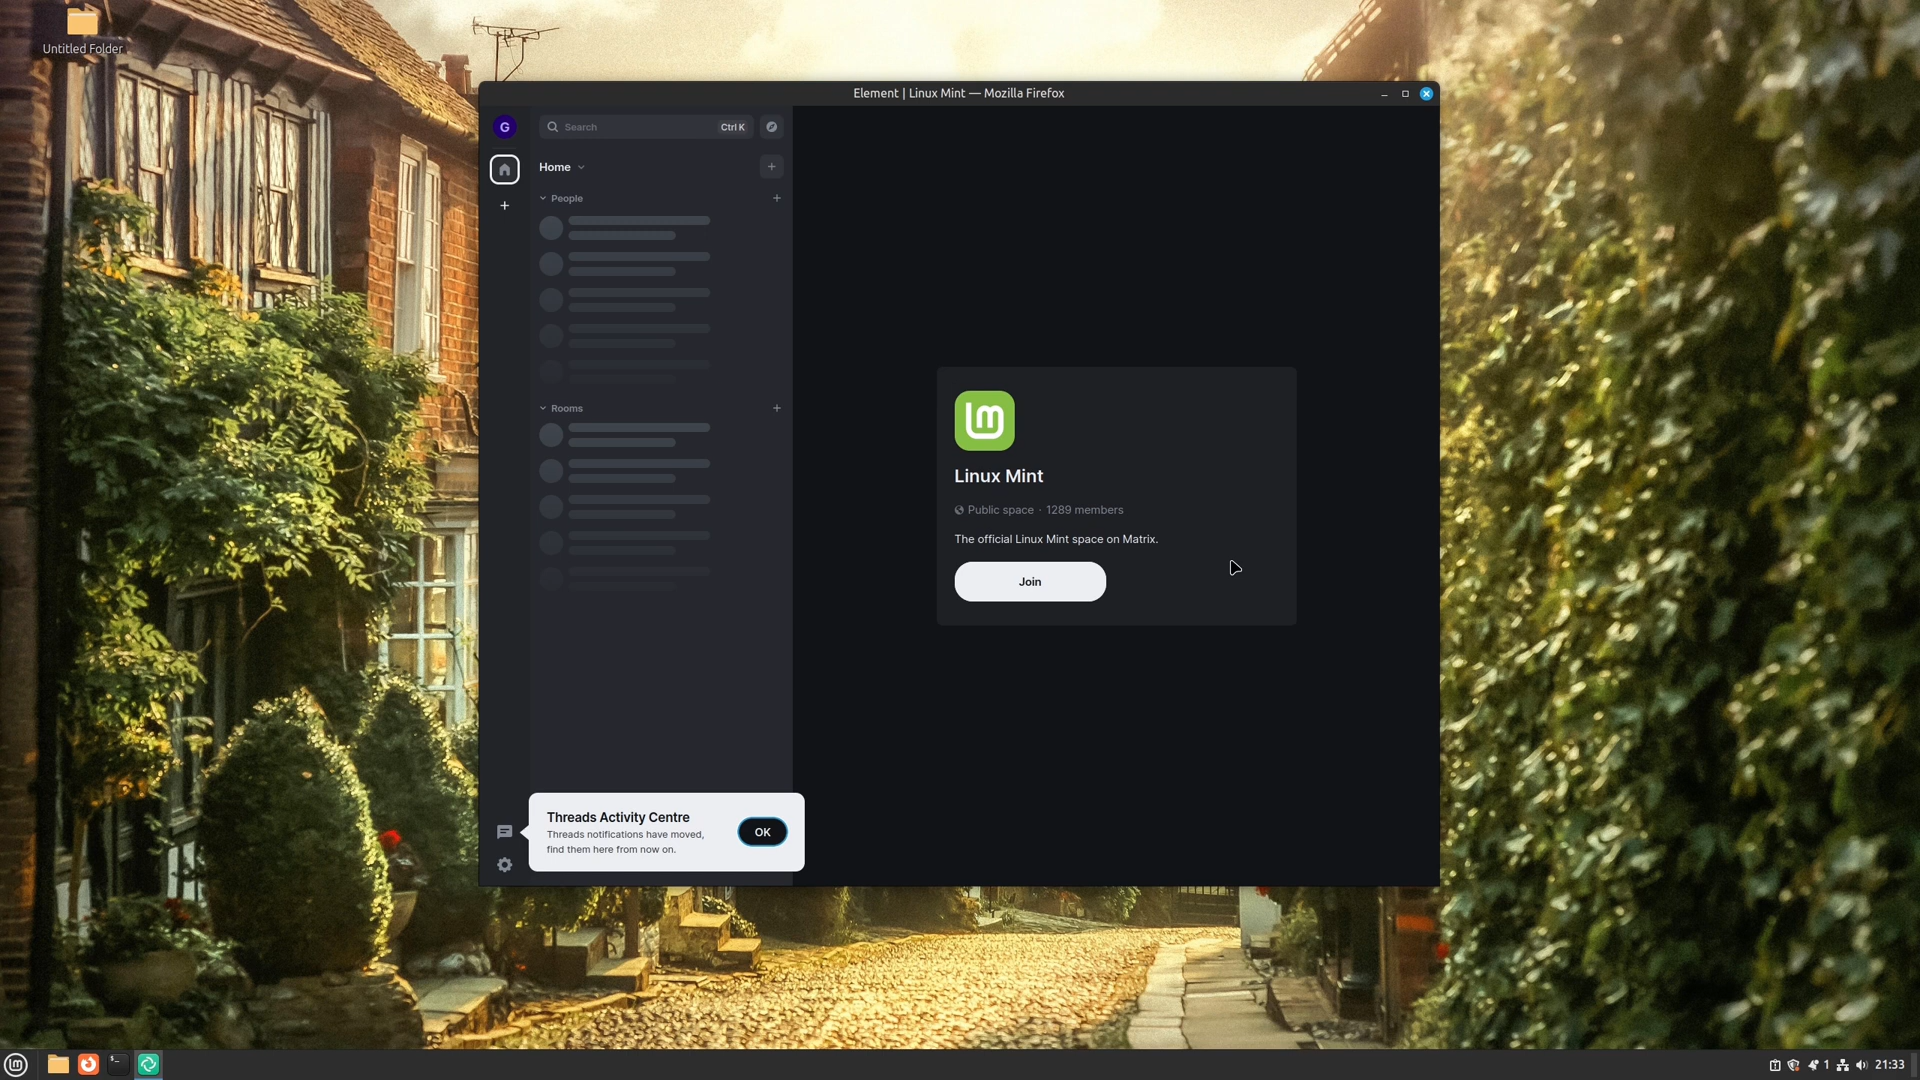 Untitled Folder
Element | Linux Mint — Mozilla Firefox
G
Search
Ctrl K
Home
People
Rooms
Linux Mint
Public space · 1289 members
The official Linux Mint space on Matrix.
Join
Threads Activity Centre
Threads notifications have moved,
find them here from now on.
OK
1
21:33